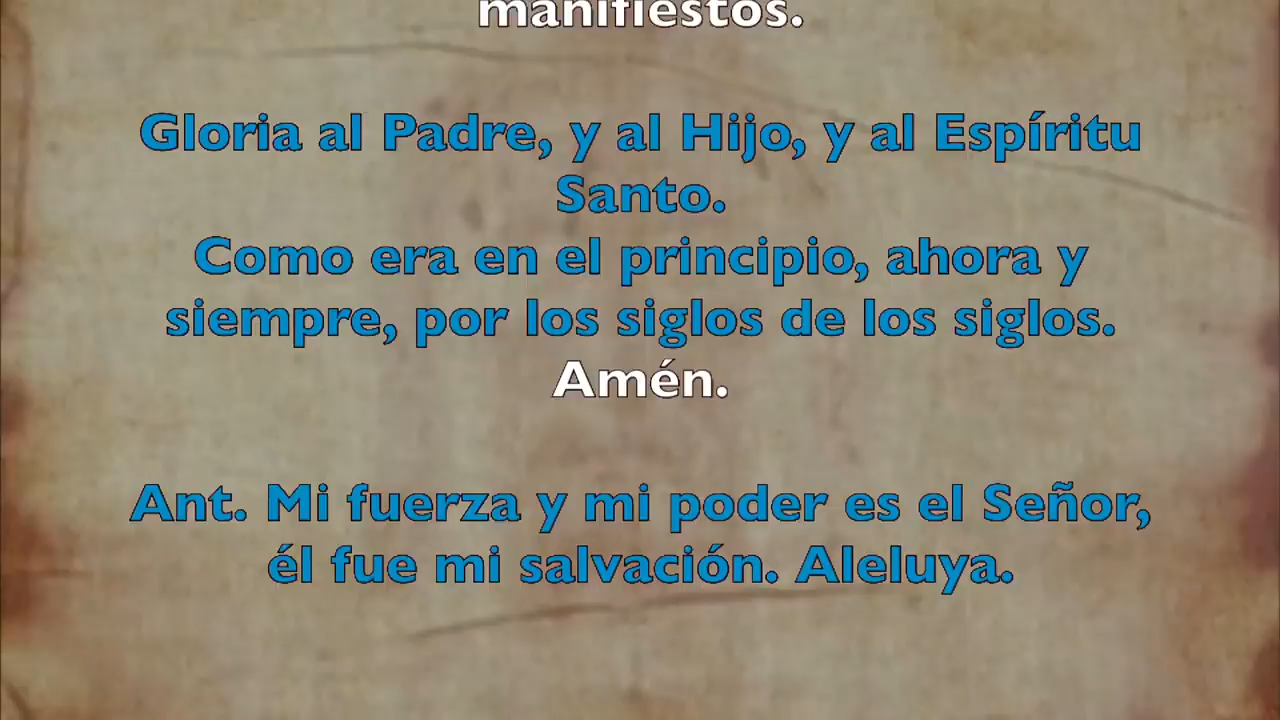 manifiestos.
Gloria al Padre, y al Hijo, y al Espíritu
Santo.
Como era en el principio, ahora y
siempre, por los siglos de los siglos.
Amén.
Ant. Mi fuerza y mi poder es el Señor,
él fue mi salvación. Aleluya.